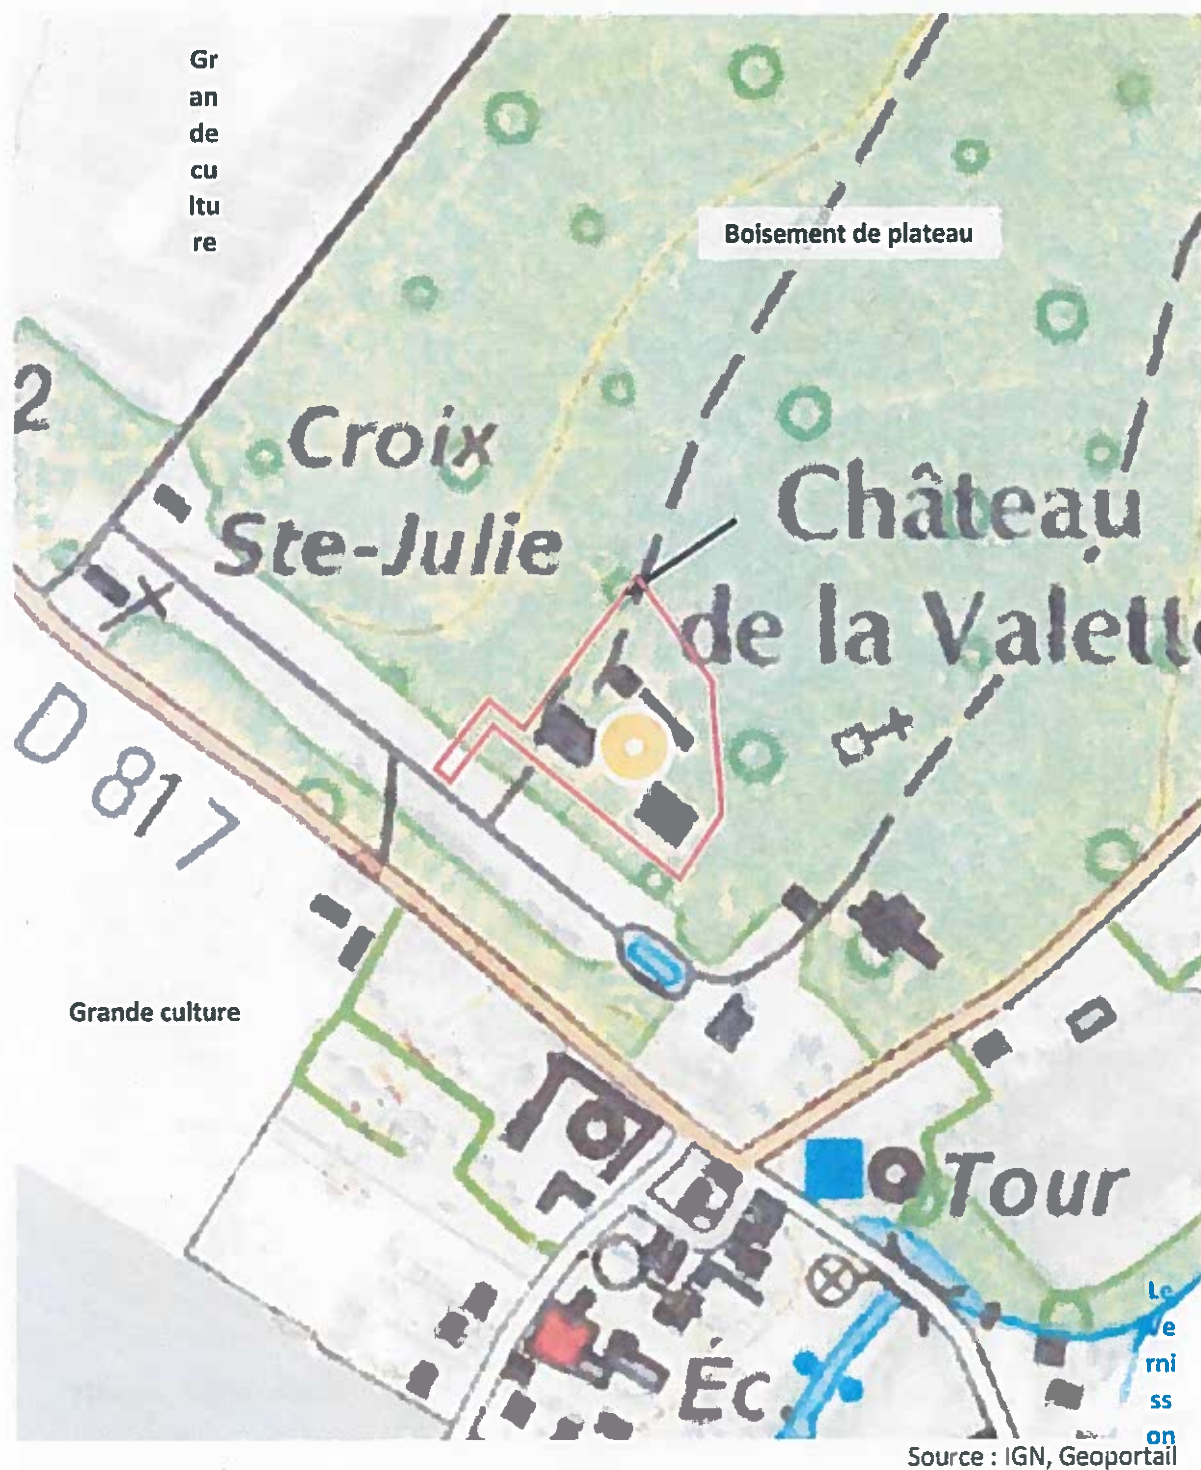 Gr
an
de
cu
ltu
re
Boisement de plateau
2
Croix
Ste-Julie
Château
de la Valette
D 817
Grande culture
Tour
Le
Ve
rni
ss
on
Éc
Source : IGN, Geoportail